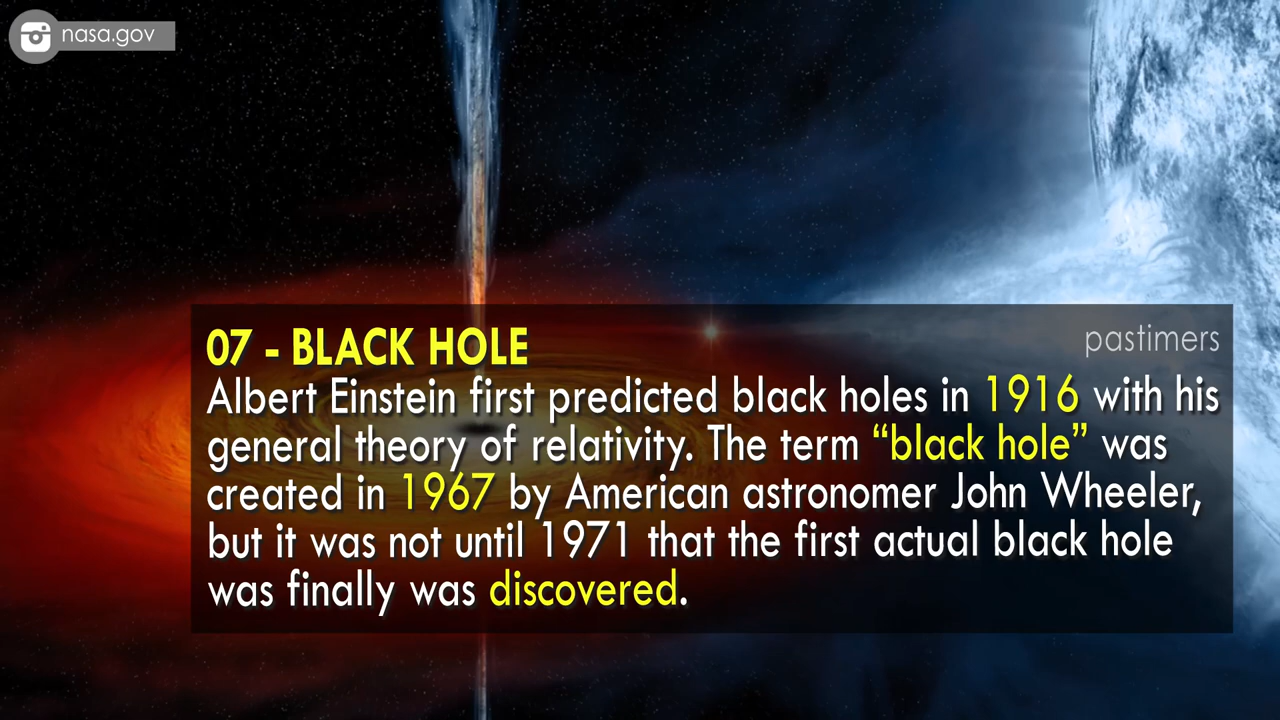 nasa.gov
07 - BLACK HOLE
pastimers
Albert Einstein first predicted black holes in 1916 with his
general theory of relativity. The term “black hole” was
created in 1967 by American astronomer John Wheeler,
but it was not until 1971 that the first actual black hole
was finally was discovered.